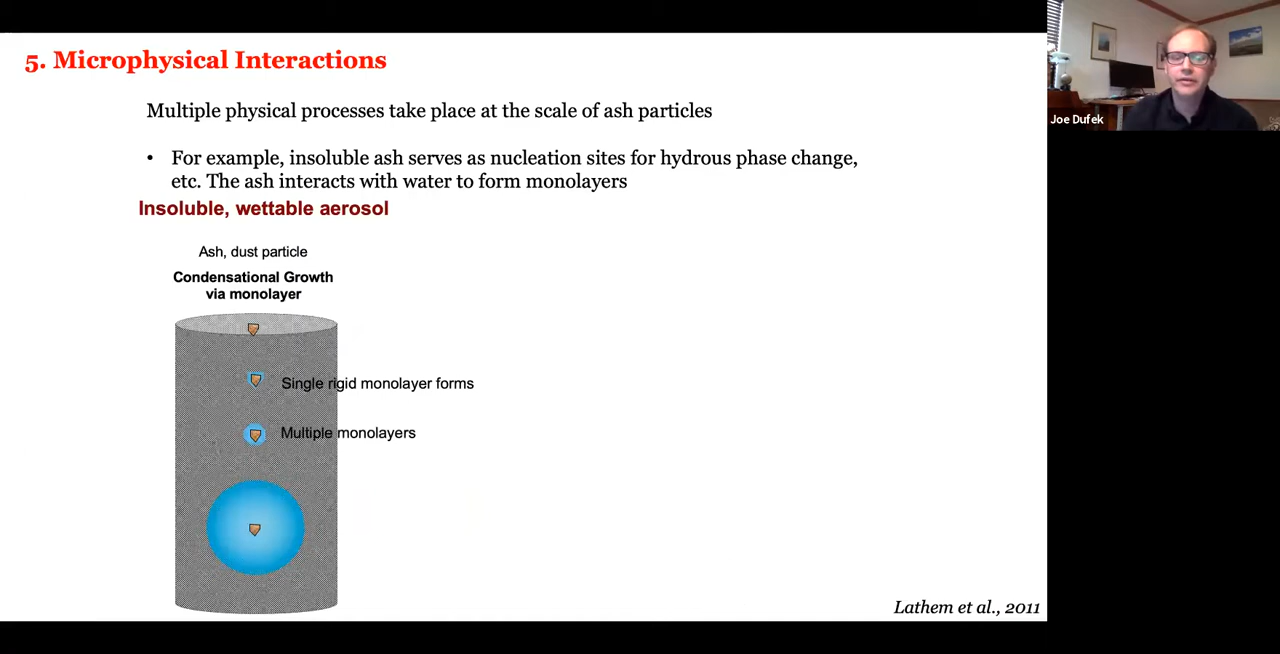 5. Microphysical Interactions
Joe Dufek
Multiple physical processes take place at the scale of ash particles
• For example, insoluble ash serves as nucleation sites for hydrous phase change,
etc. The ash interacts with water to form monolayers
Insoluble, wettable aerosol
Ash, dust particle
Condensational Growth
via monolayer
Single rigid monolayer forms
Multiple monolayers
Lathem et al., 2011